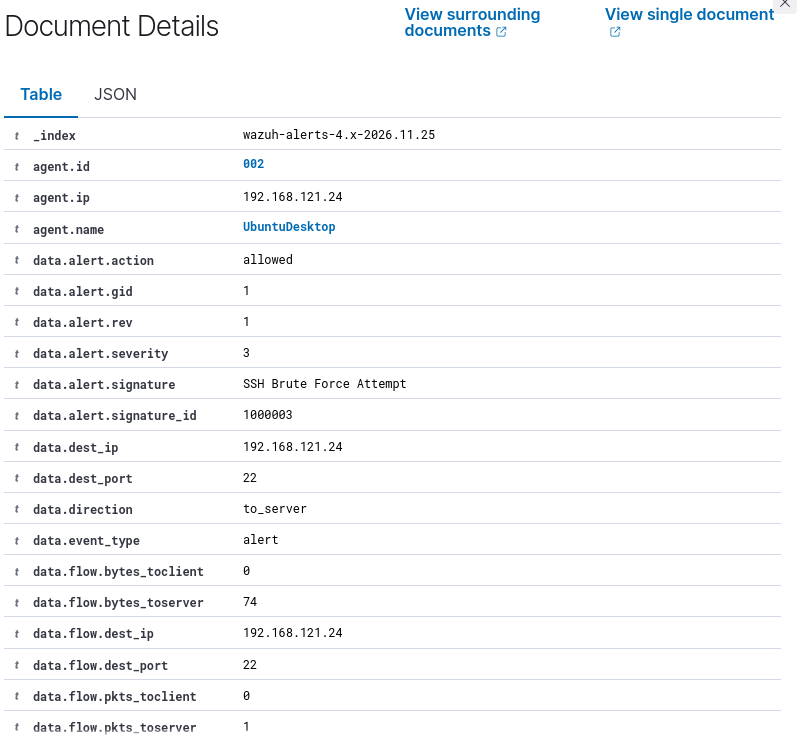 Document Details
View surrounding
documents
View single document
Table JSON
t _index wazuh-alerts-4.x-2026.11.25
t agent.id 002
t agent.ip 192.168.121.24
t agent.name UbuntuDesktop
t data.alert.action allowed
t data.alert.gid 1
t data.alert.rev 1
t data.alert.severity 3
t data.alert.signature SSH Brute Force Attempt
t data.alert.signature_id 1000003
t data.dest_ip 192.168.121.24
t data.dest_port 22
t data.direction to_server
t data.event_type alert
t data.flow.bytes_toclient 0
t data.flow.bytes_toserver 74
t data.flow.dest_ip 192.168.121.24
t data.flow.dest_port 22
t data.flow.pkts_toclient 0
t data.flow.pkts_toserver 1